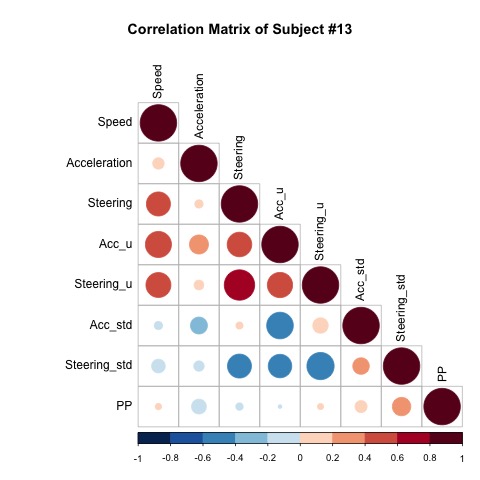 Correlation Matrix of Subject #13
Speed
Acceleration
Steering
Acc_u
Steering_u
Acc_std
Steering_std
PP
Speed
Acceleration
Steering
Acc_u
Steering_u
Acc_std
Steering_std
PP
-1 -0.8 -0.6 -0.4 -0.2 0 0.2 0.4 0.6 0.8 1